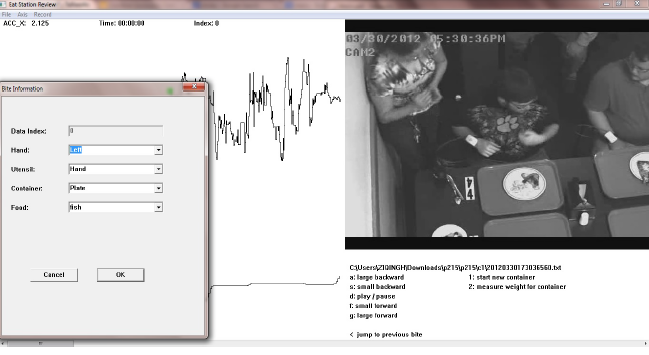 Eat Station Review
File Axis Record
ACC_X: 2.125 Time: 00:00:00 Index: 0
03/30/2012 05:30:36PM
CAM2
Bite Information
Data Index: 0
Hand: Left
Utensil: Hand
Container: Plate
Food: fish
Cancel OK
C:\Users\ZIQINGH\Downloads\p215\p215\c1\20120330173036560.txt
a: large backward 1: start new container
s: small backward 2: measure weight for container
d: play / pause
f: small forward
g: large forward
< jump to previous bite